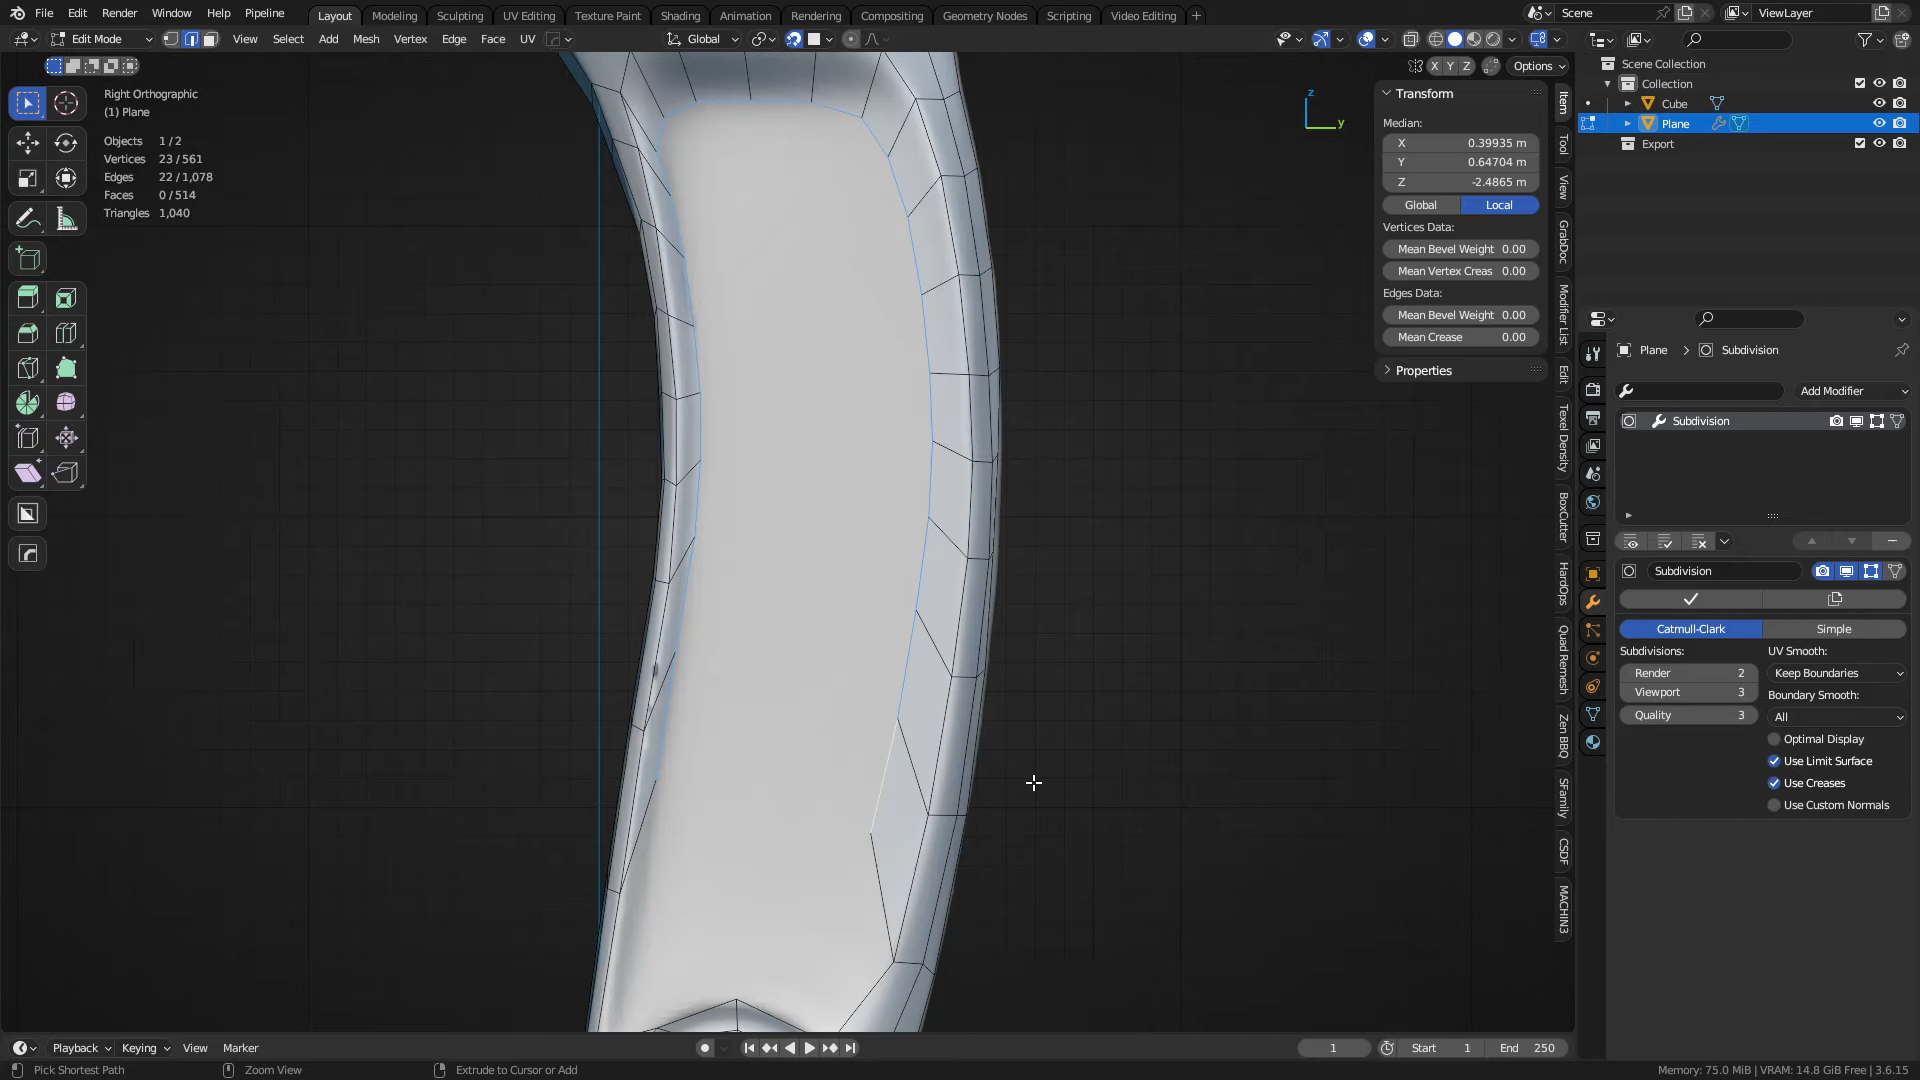 File Edit Render Window Help Pipeline Layout Modeling Sculpting UV Editing Texture Paint Shading Animation Rendering Compositing Geometry Nodes Scripting Video Editing + Scene ViewLayer
Edit Mode View Select Add Mesh Vertex Edge Face UV Global
X Y Z Options
Right Orthographic
(1) Plane
Objects 1 / 2
Vertices 23 / 561
Edges 22 / 1,078
Faces 0 / 514
Triangles 1,040
z
y
Transform
Median:
X 0.39935 m
Y 0.64704 m
Z -2.4865 m
Global Local
Vertices Data:
Mean Bevel Weight 0.00
Mean Vertex Creas 0.00
Edges Data:
Mean Bevel Weight 0.00
Mean Crease 0.00
Properties
Item
Tool
View
GrabDoc
Modifier List
Edit
Texel Density
BoxCutter
HardOps
Quad Remesh
Zen BBQ
SFamily
CSDF
MACHIN3
Scene Collection
Collection
Cube
Plane
Export
Plane Subdivision
Add Modifier
Subdivision
Subdivision
Catmull-Clark Simple
Subdivisions: UV Smooth:
Render 2 Keep Boundaries
Viewport 3 Boundary Smooth:
Quality 3 All
Optimal Display
Use Limit Surface
Use Creases
Use Custom Normals
Playback Keying View Marker 1 Start 1 End 250
Pick Shortest Path Zoom View Extrude to Cursor or Add Memory: 75.0 MiB | VRAM: 14.8 GiB Free | 3.6.15